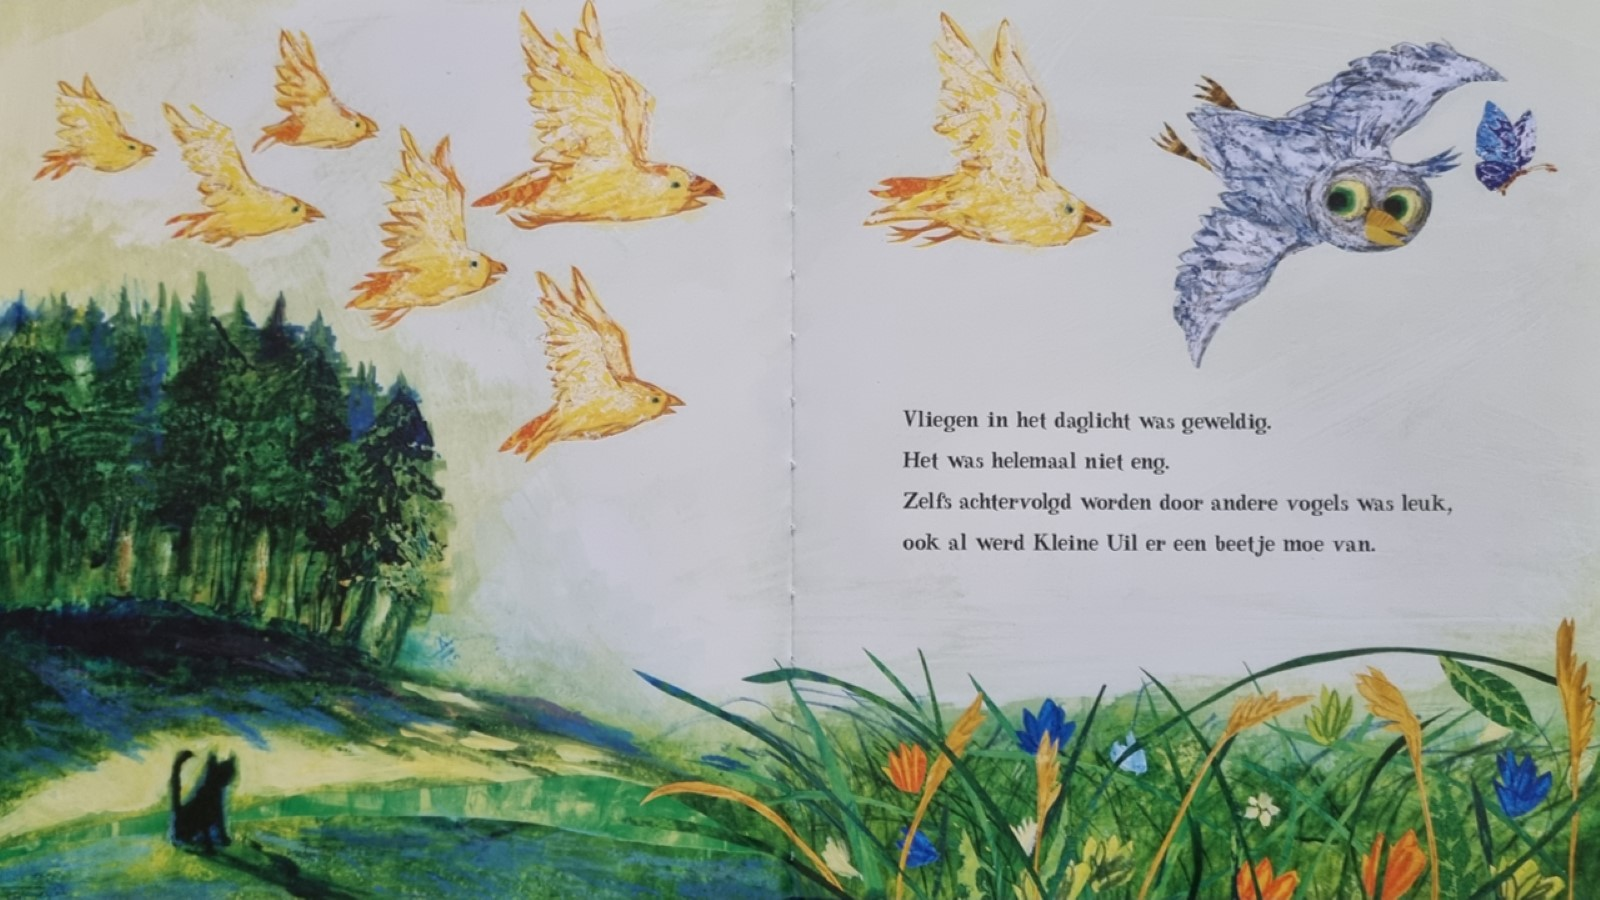 Vliegen in het daglicht was geweldig.
Het was helemaal niet eng.
Zelfs achtervolgd worden door andere vogels was leuk,
ook al werd Kleine Uil er een beetje moe van.